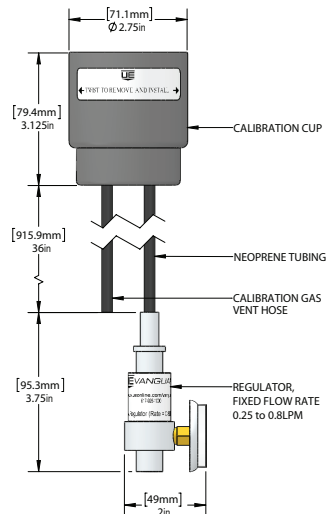 [71.1mm]
Ø 2.75in
UE
TWIST TO REMOVE AND INSTAL
[79.4mm]
3.125in
CALIBRATION CUP
[915.9mm]
36in
NEOPRENE TUBING
CALIBRATION GAS
VENT HOSE
EVANGUA
REGULATOR,
FIXED FLOW RATE
0.25 to 0.8LPM
[95.3mm]
3.75in
[49mm]
2in